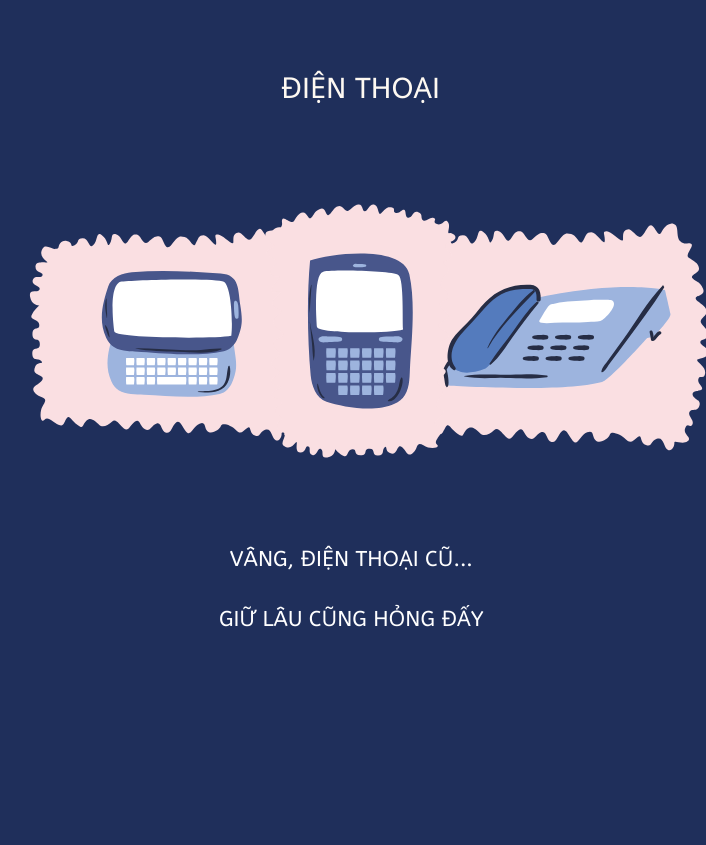 ĐIỆN THOẠI
VÂNG, ĐIỆN THOẠI CŨ...
GIỮ LÂU CŨNG HỎNG ĐẤY